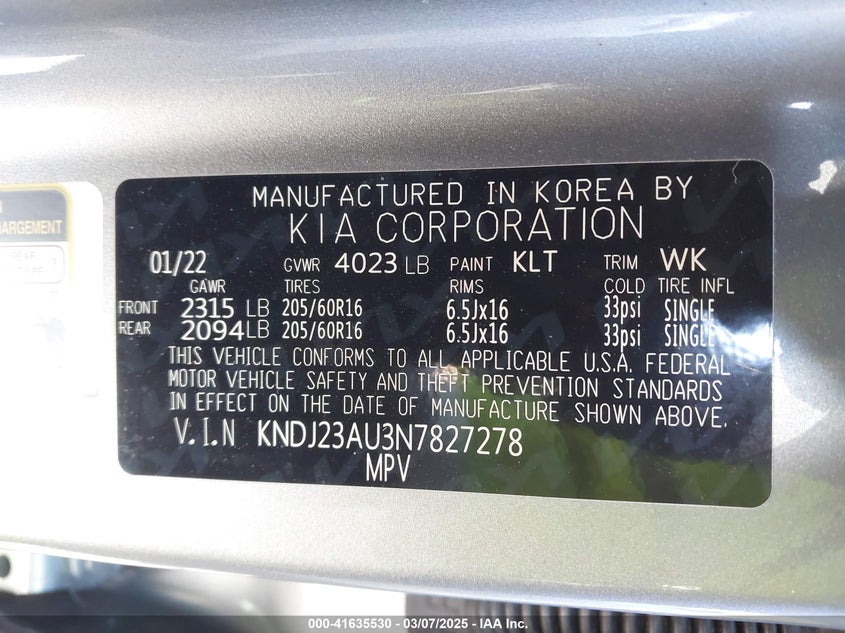 CHARGEMENT
MANUFACTURED IN KOREA BY
KIA CORPORATION
01/22 GVWR 4023 LB PAINT KLT TRIM WK
GAWR TIRES RIMS COLD TIRE INFL
FRONT 2315 LB 205/60R16 6.5Jx16 33psi SINGLE
REAR 2094 LB 205/60R16 6.5Jx16 33psi SINGLE
THIS VEHICLE CONFORMS TO ALL APPLICABLE U.S.A. FEDERAL
MOTOR VEHICLE SAFETY AND THEFT PREVENTION STANDARDS
IN EFFECT ON THE DATE OF MANUFACTURE SHOWN ABOVE.
V.I.N KNDJ23AU3N7827278
MPV
000-41635530 - 03/07/2025 - IAA Inc.